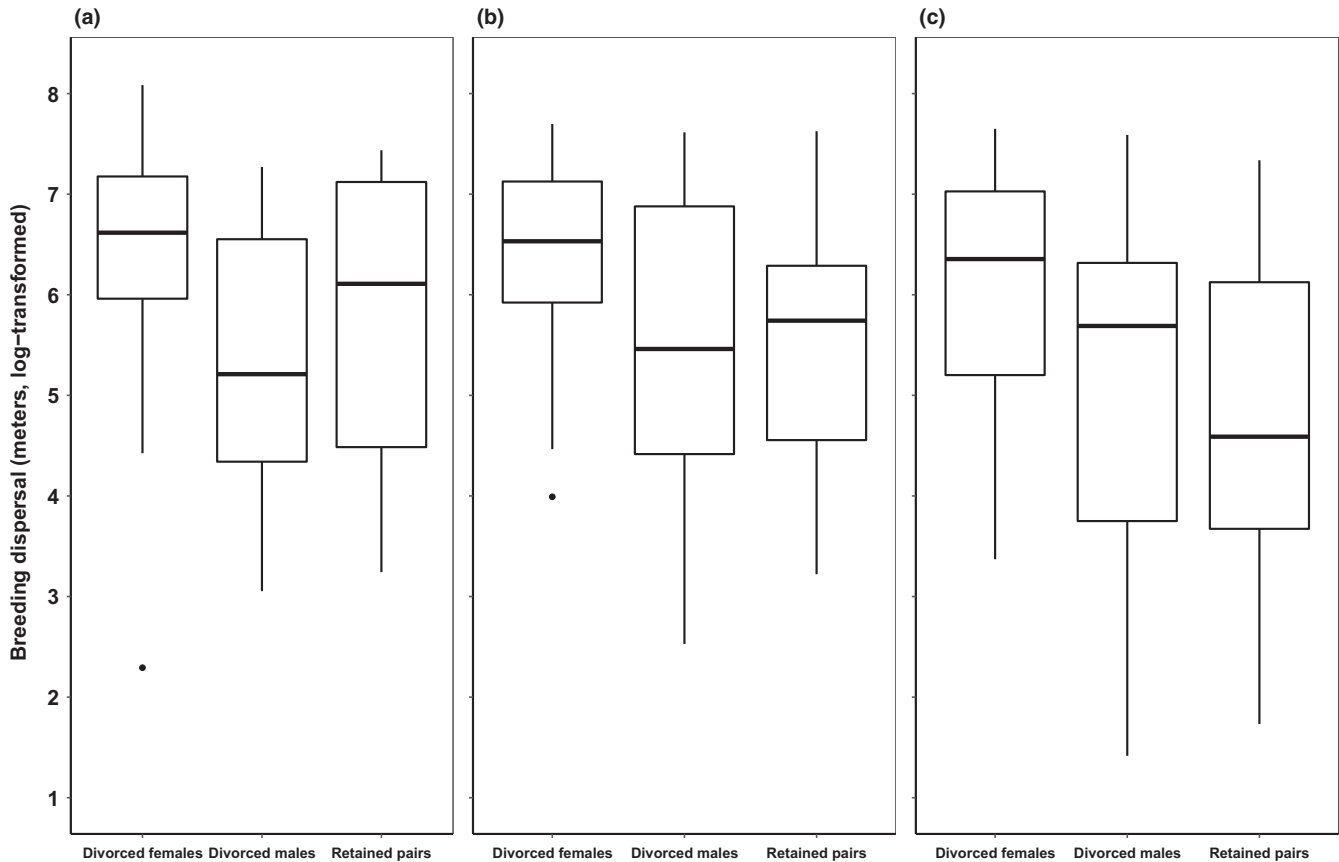 (a) (b) (c)
Breeding dispersal (meters, log−transformed)
8
7
6
5
4
3
2
1
Divorced females Divorced males Retained pairs Divorced females Divorced males Retained pairs Divorced females Divorced males Retained pairs